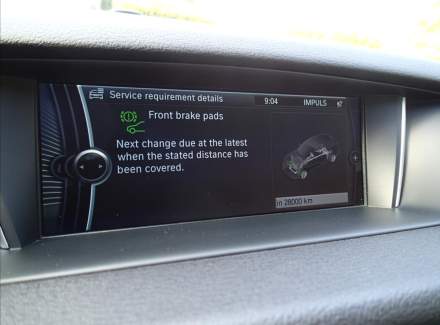 Service requirement details 9:04 IMPULS
Front brake pads
Next change due at the latest
when the stated distance has
been covered.
in 28000 km